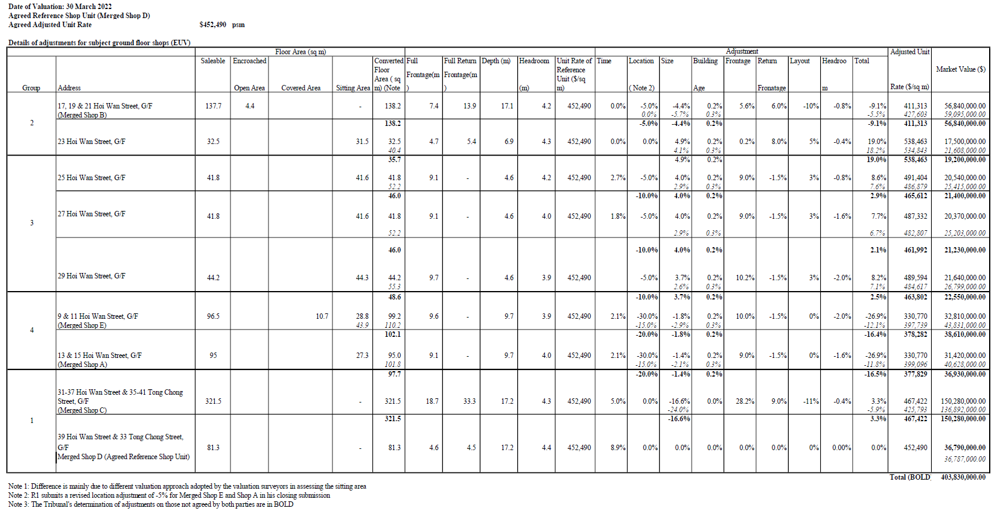 Date of Valuation: 30 March 2022
Agreed Reference Shop Unit (Merged Shop D)
Agreed Adjusted Unit Rate $452,490 psm
Details of adjustments for subject ground floor shops (EUV)
Floor Area (sq m) Adjustment Adjusted Unit
Saleable Encroached Converted Full Full Return Depth (m) Headroom Unit Rate of Time Location Size Building Frontage Return Layout Headroo Total
Floor Reference Market Value ($)
Frontage(m Frontage(m
Area ( sq Unit ($/sq
Group Address Open Area Covered Area Sitting Area m) (Note ) ) (m) m) ( Note 2) Age Fronatage m Rate ($/sq m)
17, 19 & 21 Hoi Wan Street, G/F 137.7 4.4 - 138.2 7.4 13.9 17.1 4.2 452,490 0.0% -5.0% -4.4% 0.2% 5.6% 6.0% -10% -0.8% -9.1% 411,313 56,840,000.00
(Merged Shop B) 0.0% -5.7% 0.3% -5.5% 427,603 59,095,000.00
2 138.2 -5.0% -4.4% 0.2% -9.1% 411,313 56,840,000.00
23 Hoi Wan Street, G/F 32.5 31.5 32.5 4.7 5.4 6.9 4.3 452,490 0.0% 0.0% 4.9% 0.2% 0.2% 8.0% 5% -0.4% 19.0% 538,463 17,500,000.00
40.4 4.1% 0.3% 18.2% 534,843 21,608,000.00
35.7 4.9% 0.2% 19.0% 538,463 19,200,000.00
25 Hoi Wan Street, G/F 41.8 41.6 41.8 9.1 - 4.6 4.2 452,490 2.7% -5.0% 4.0% 0.2% 9.0% -1.5% 3% -0.8% 8.6% 491,404 20,540,000.00
52.2 2.9% 0.3% 7.6% 486,879 25,415,000.00
46.0 -10.0% 4.0% 0.2% 2.9% 465,612 21,400,000.00
27 Hoi Wan Street, G/F 41.8 41.6 41.8 9.1 - 4.6 4.0 452,490 1.8% -5.0% 4.0% 0.2% 9.0% -1.5% 3% -1.6% 7.7% 487,332 20,370,000.00
3
52.2 2.9% 0.3% 6.7% 482,807 25,203,000.00
46.0 -10.0% 4.0% 0.2% 2.1% 461,992 21,230,000.00
29 Hoi Wan Street, G/F 44.2 44.3 44.2 9.7 - 4.6 3.9 452,490 -5.0% 3.7% 0.2% 10.2% -1.5% 3% -2.0% 8.2% 489,594 21,640,000.00
55.3 2.6% 0.3% 7.1% 484,617 26,799,000.00
48.6 -10.0% 3.7% 0.2% 2.5% 463,802 22,550,000.00
9 & 11 Hoi Wan Street, G/F 96.5 10.7 28.8 99.2 9.6 - 9.7 3.9 452,490 2.1% -30.0% -1.8% 0.2% 10.0% -1.5% 0% -2.0% -26.9% 330,770 32,810,000.00
(Merged Shop E) 43.9 110.2 -15.0% -2.9% 0.3% -12.1% 397,739 43,831,000.00
4 102.1 -20.0% -1.8% 0.2% -16.4% 378,282 38,610,000.00
13 & 15 Hoi Wan Street, G/F 95 27.3 95.0 9.1 - 9.7 4.0 452,490 2.1% -30.0% -1.4% 0.2% 9.0% -1.5% 0% -1.6% -26.9% 330,770 31,420,000.00
(Merged Shop A) 101.8 -15.0% -2.1% 0.3% -11.8% 399,096 40,628,000.00
97.7 -20.0% -1.4% 0.2% -16.5% 377,829 36,930,000.00
31-37 Hoi Wan Street & 35-41 Tong Chong
Street, G/F 321.5 - 321.5 18.7 33.3 17.2 4.3 452,490 5.0% 0.0% -16.6% 0.0% 28.2% 9.0% -11% -0.4% 3.3% 467,422 150,280,000.00
(Merged Shop C) -24.0% -5.9% 425,793 136,892,000.00
1 321.5 -16.6% 3.3% 467,422 150,280,000.00
39 Hoi Wan Street & 33 Tong Chong Street,
G/F 81.3 - 81.3 4.6 4.5 17.2 4.4 452,490 8.9% 0.0% 0.0% 0.0% 0.0% 0.0% 0% 0.00% 0.0% 452,490 36,790,000.00
Merged Shop D (Agreed Reference Shop Unit) 36,787,000.00
Total (BOLD 403,830,000.00
Note 1: Difference is mainly due to different valuation approach adopted by the valuation surveyors in assessing the sitting area
Note 2: R1 submits a revised location adjustment of -5% for Merged Shop E and Shop A in his closing submission
Note 3: The Tribunal's determination of adjustments on those not agreed by both parties are in BOLD